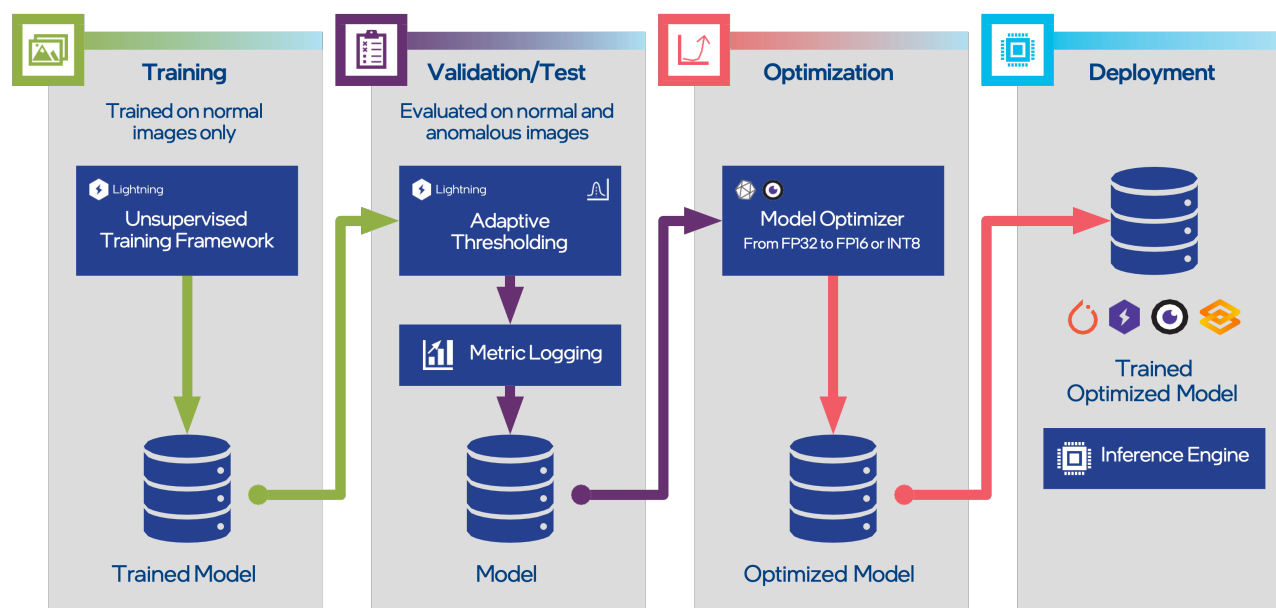 Training
Trained on normal
images only
Lightning
Unsupervised
Training Framework
Trained Model
Validation/Test
Evaluated on normal and
anomalous images
Lightning
Adaptive
Thresholding
Metric Logging
Model
Optimization
Model Optimizer
From FP32 to FP16 or INT8
Optimized Model
Deployment
Trained
Optimized Model
Inference Engine